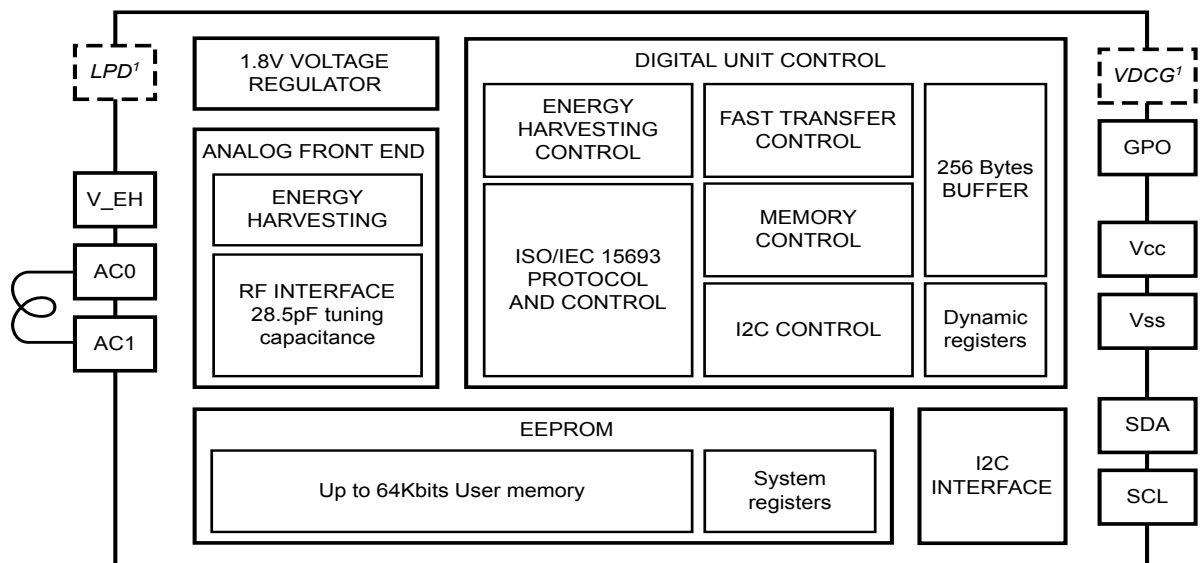 LPD¹
V_EH
AC0
AC1
1.8V VOLTAGE
REGULATOR
ANALOG FRONT END
ENERGY
HARVESTING
RF INTERFACE
28.5pF tuning
capacitance
DIGITAL UNIT CONTROL
ENERGY
HARVESTING
CONTROL
ISO/IEC 15693
PROTOCOL
AND CONTROL
FAST TRANSFER
CONTROL
MEMORY
CONTROL
I2C CONTROL
256 Bytes
BUFFER
Dynamic
registers
EEPROM
Up to 64Kbits User memory
System
registers
I2C
INTERFACE
VDCG¹
GPO
Vcc
Vss
SDA
SCL